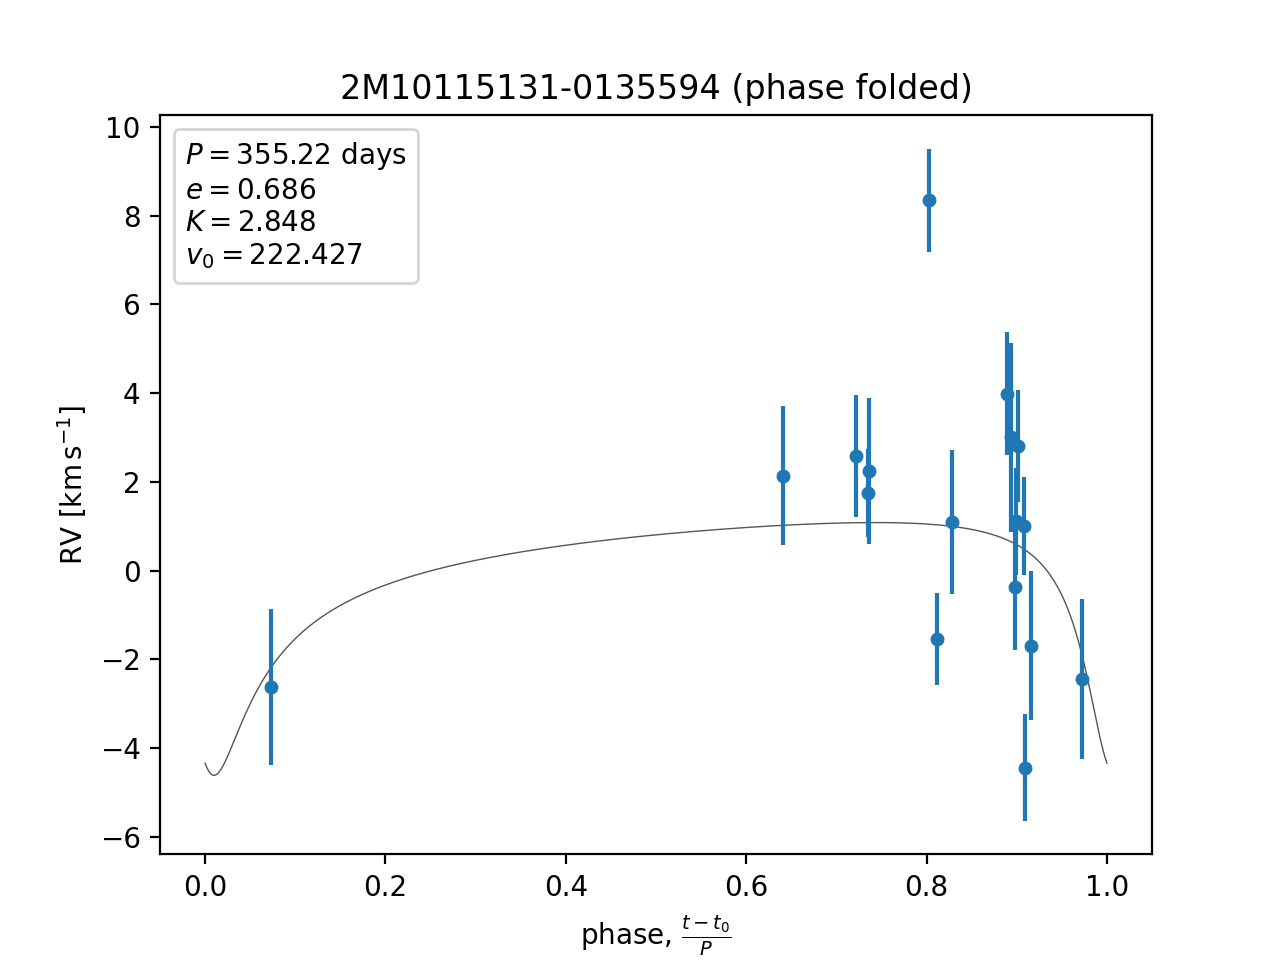 2M10115131-0135594 (phase folded)
P = 355.22 days
e = 0.686
K = 2.848
v₀ = 222.427
10
8
6
4
2
0
−2
−4
−6
RV [km s⁻¹]
0.0 0.2 0.4 0.6 0.8 1.0
phase, (t − t₀)/P